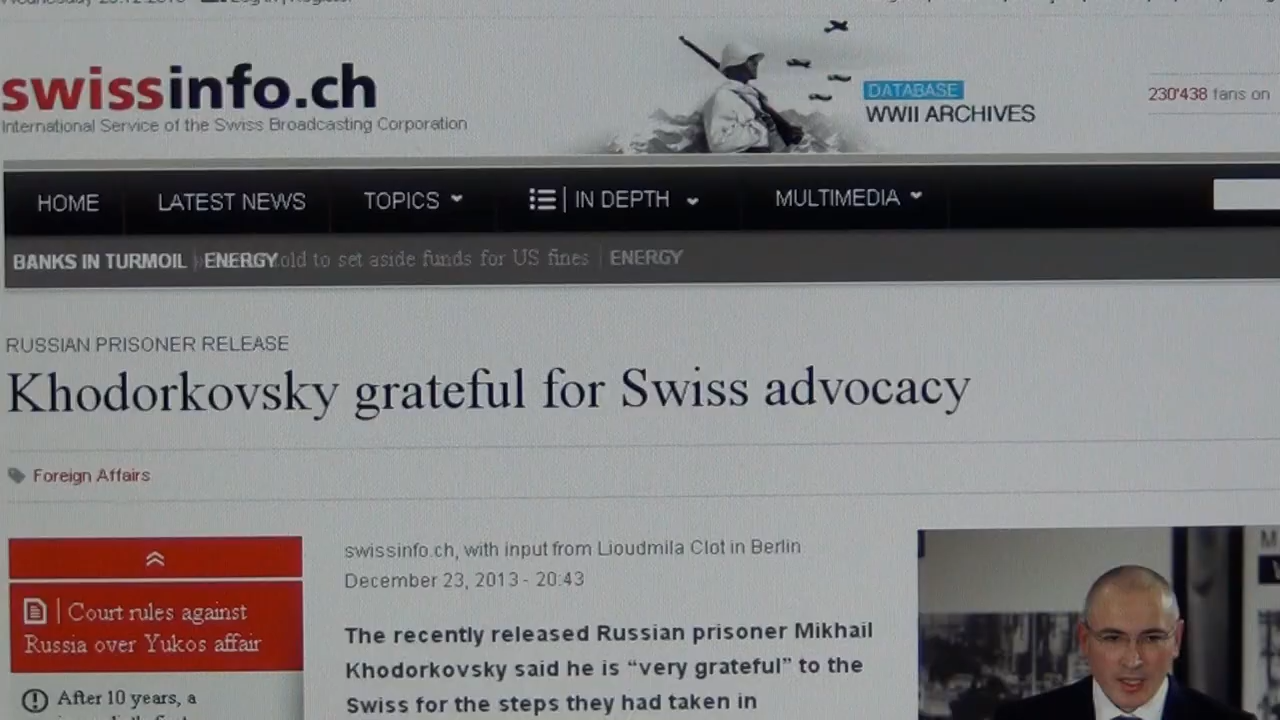 swissinfo.ch
International Service of the Swiss Broadcasting Corporation
DATABASE
WWII ARCHIVES
230'438 fans on
HOME LATEST NEWS TOPICS IN DEPTH MULTIMEDIA
BANKS IN TURMOIL ENERGY old to set aside funds for US fines ENERGY
RUSSIAN PRISONER RELEASE
Khodorkovsky grateful for Swiss advocacy
Foreign Affairs
swissinfo.ch, with input from Lioudmila Clot in Berlin
December 23, 2013 - 20:43
The recently released Russian prisoner Mikhail
Khodorkovsky said he is “very grateful” to the
Swiss for the steps they had taken in
Court rules against
Russia over Yukos affair
After 10 years, a